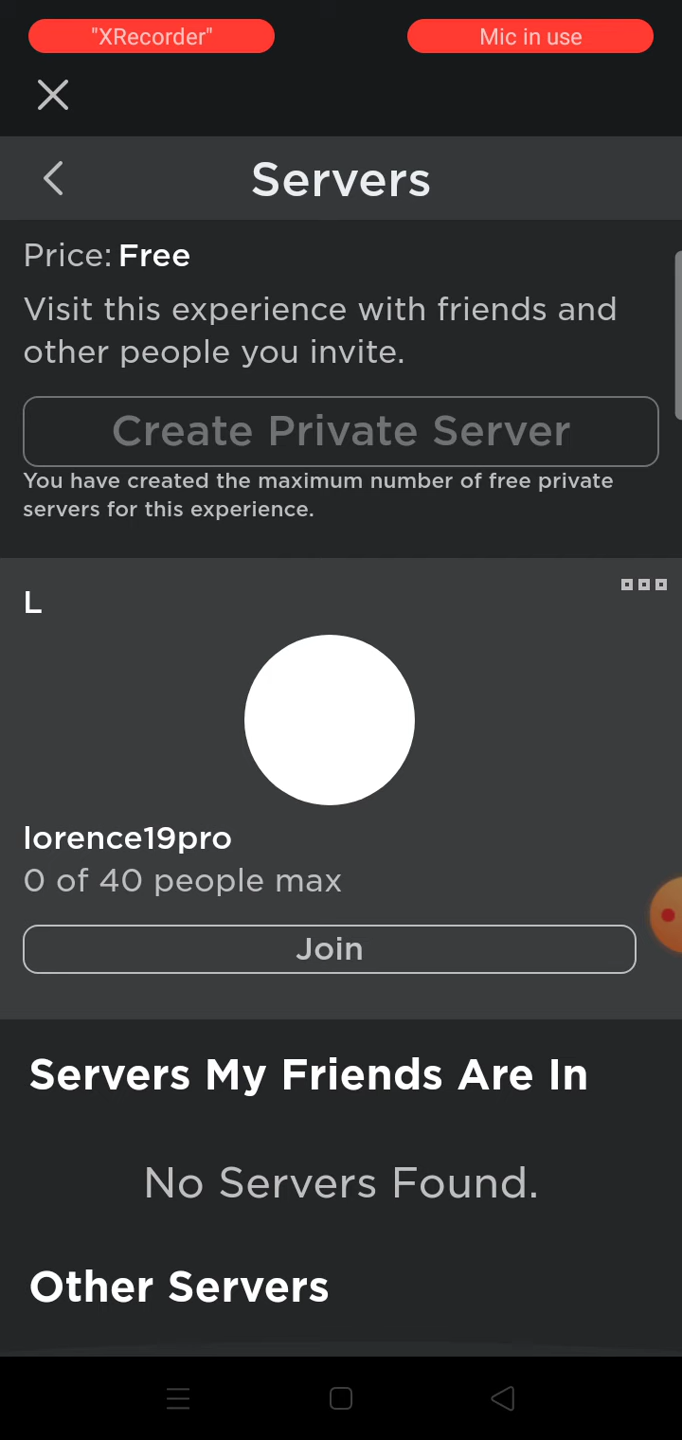 "XRecorder"
Mic in use
Servers
Price: Free
Visit this experience with friends and
other people you invite.
Create Private Server
You have created the maximum number of free private
servers for this experience.
L
lorence19pro
0 of 40 people max
Join
Servers My Friends Are In
No Servers Found.
Other Servers